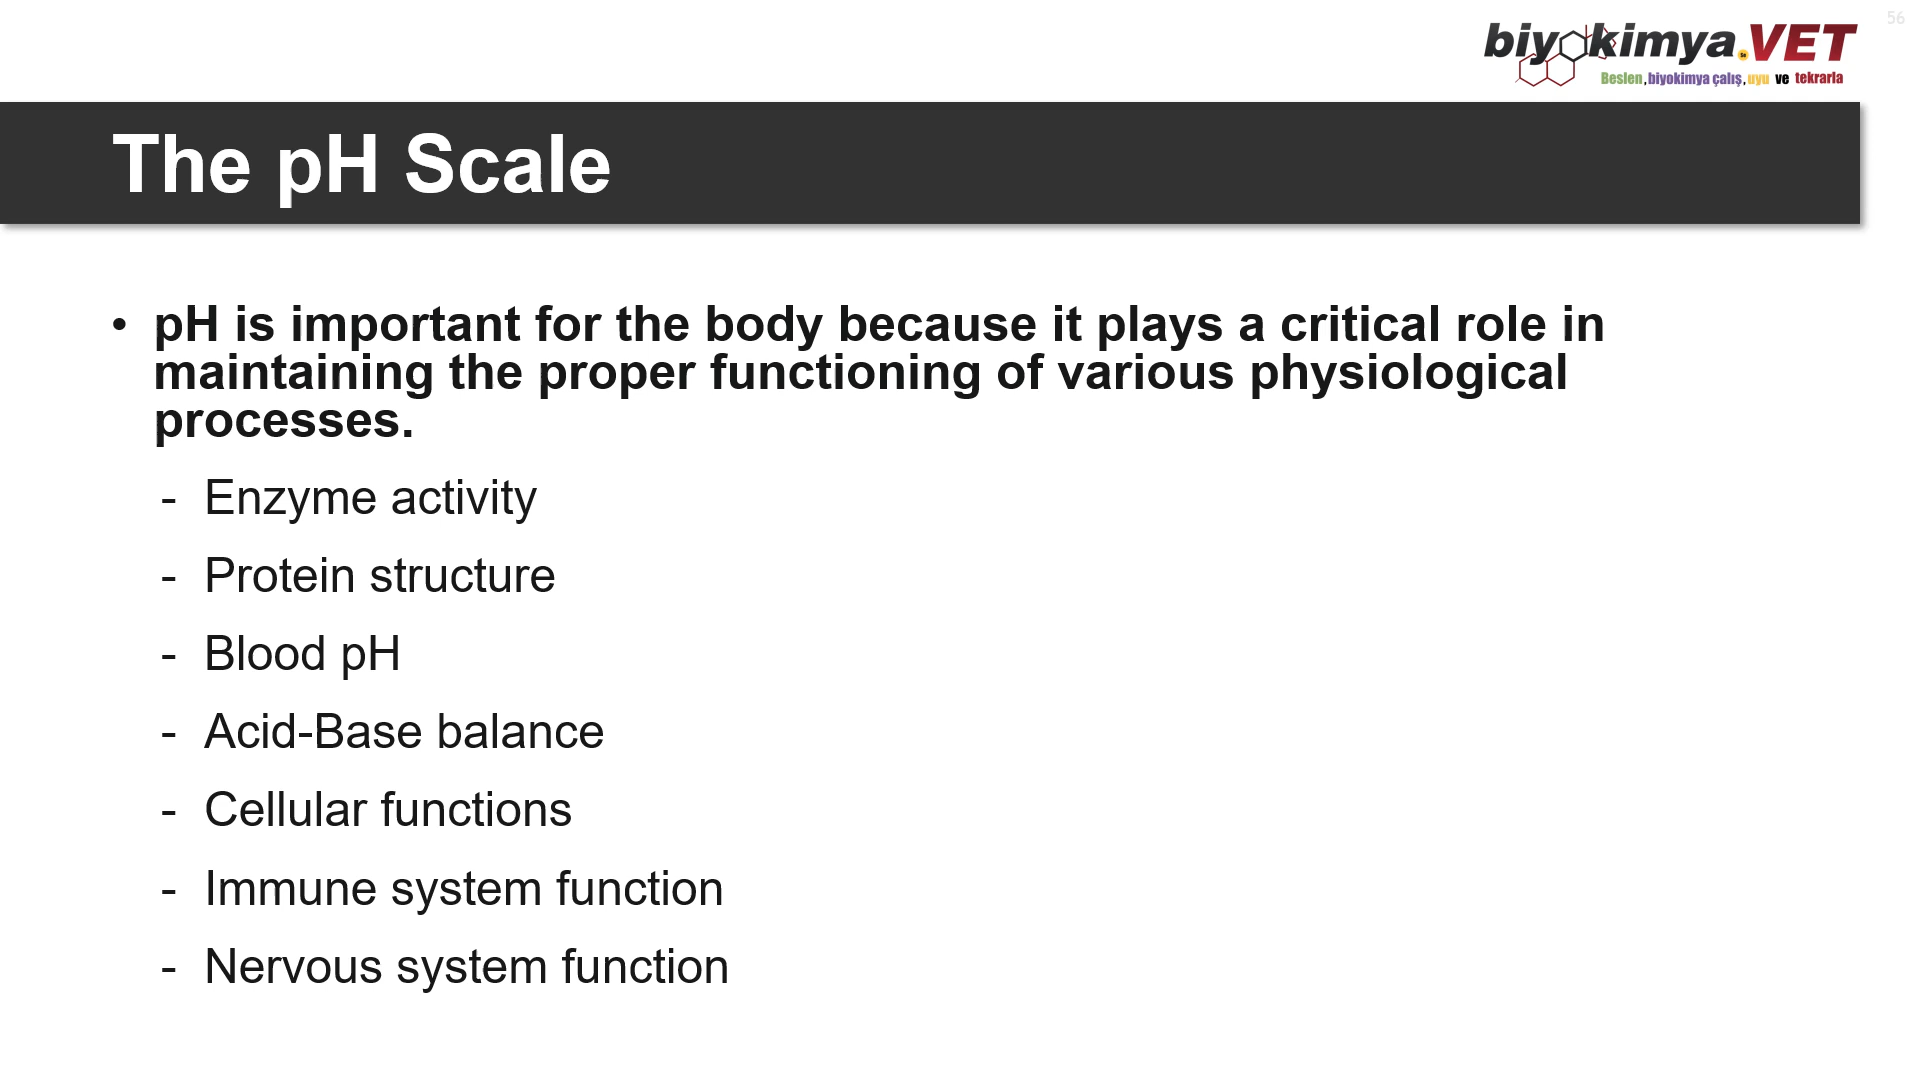 56
biyokimya.VET
Beslen, biyokimya çalış, uyu ve tekrarla
The pH Scale
• pH is important for the body because it plays a critical role in
maintaining the proper functioning of various physiological
processes.
- Enzyme activity
- Protein structure
- Blood pH
- Acid-Base balance
- Cellular functions
- Immune system function
- Nervous system function